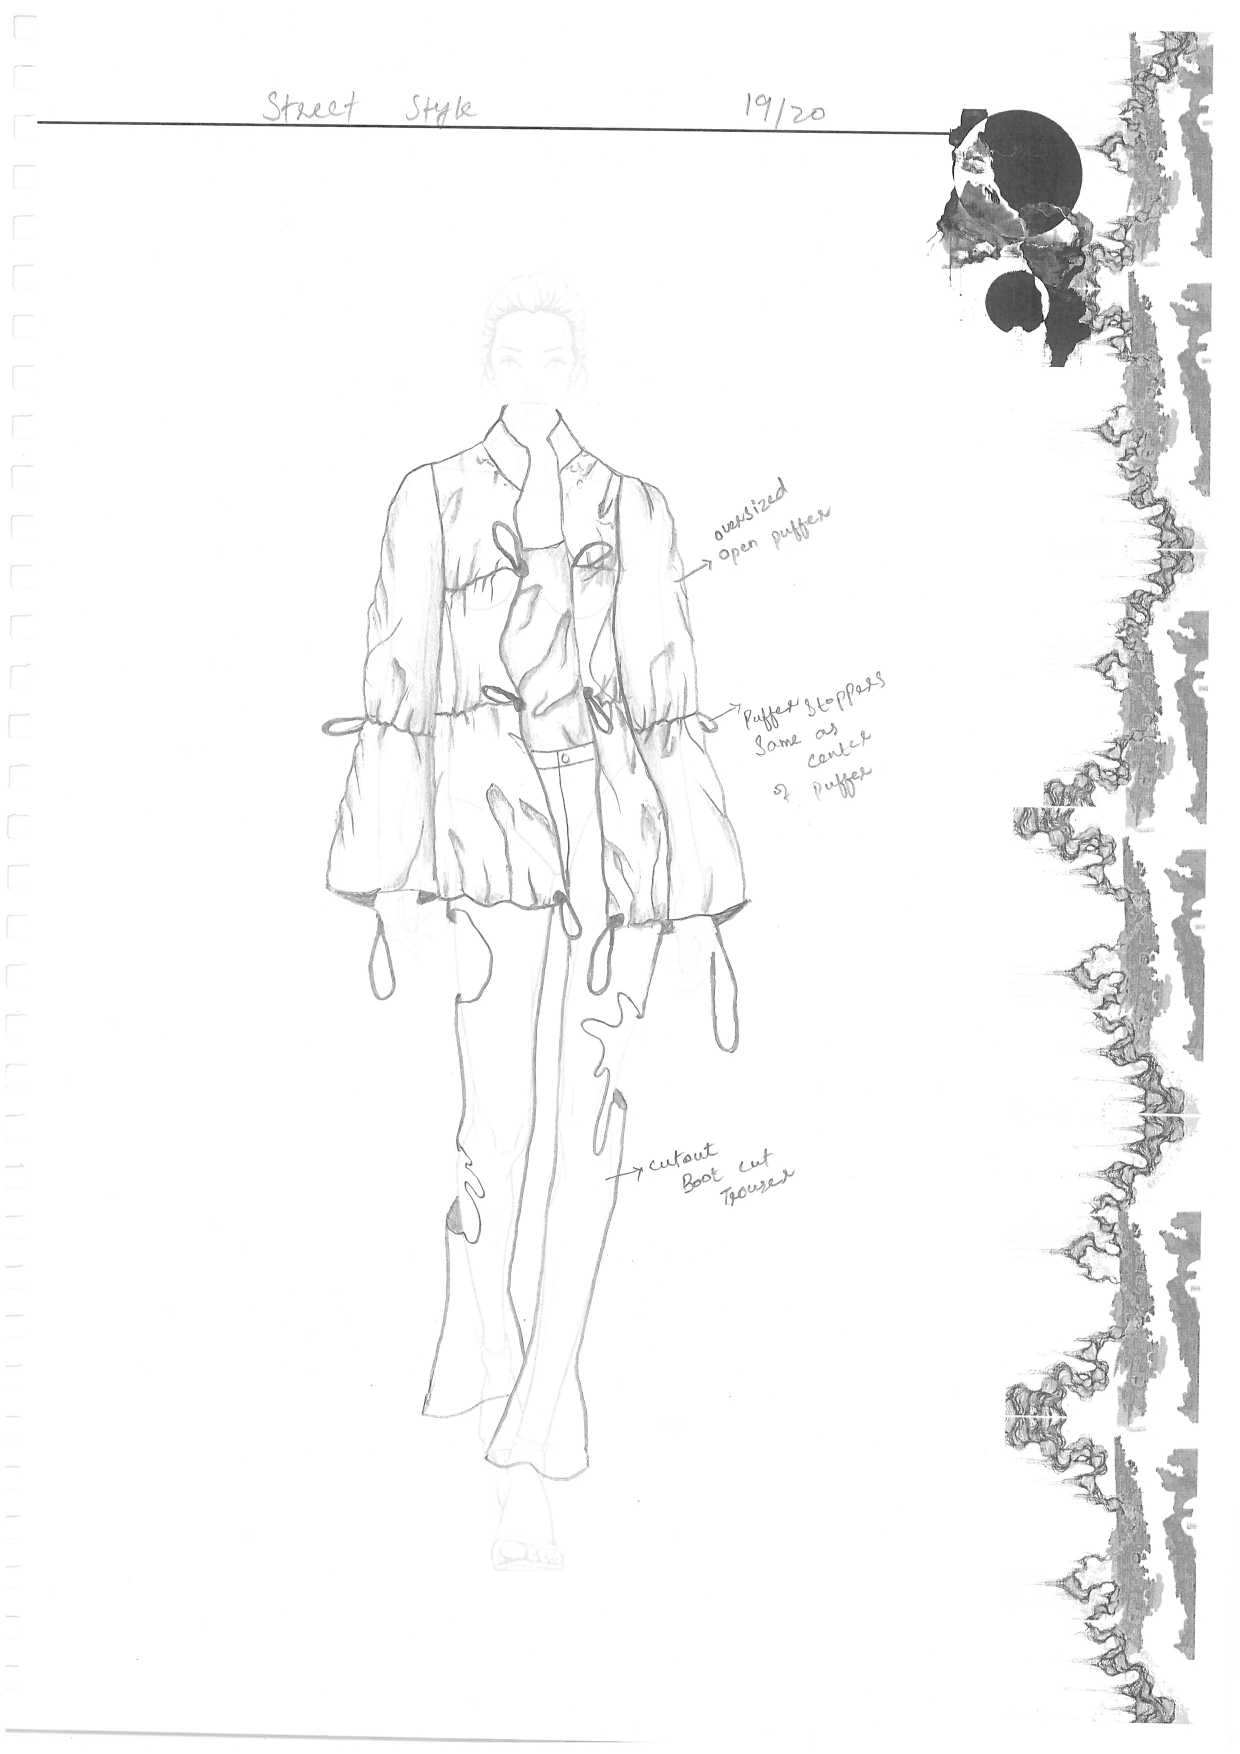 Street Style 19/20
oversized
open puffer
Puffer stoppers
Same as
center
of puffer
cutout
Boot cut
Trouser